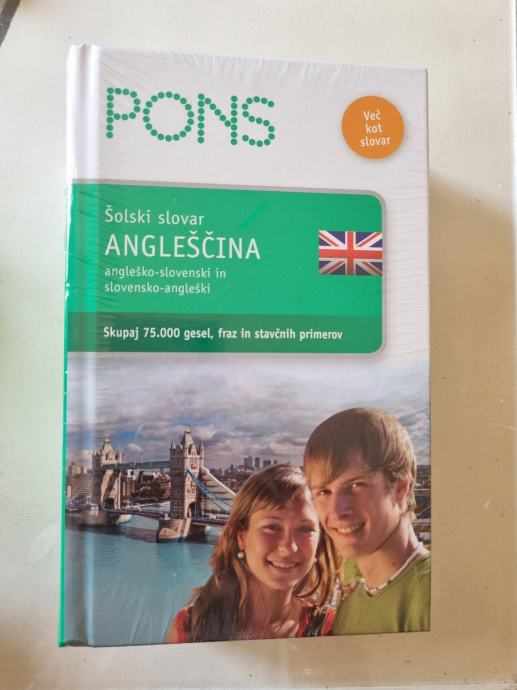 PONS
Več
kot
slovar
Šolski slovar
ANGLEŠČINA
angleško-slovenski in
slovensko-angleški
Skupaj 75.000 gesel, fraz in stavčnih primerov